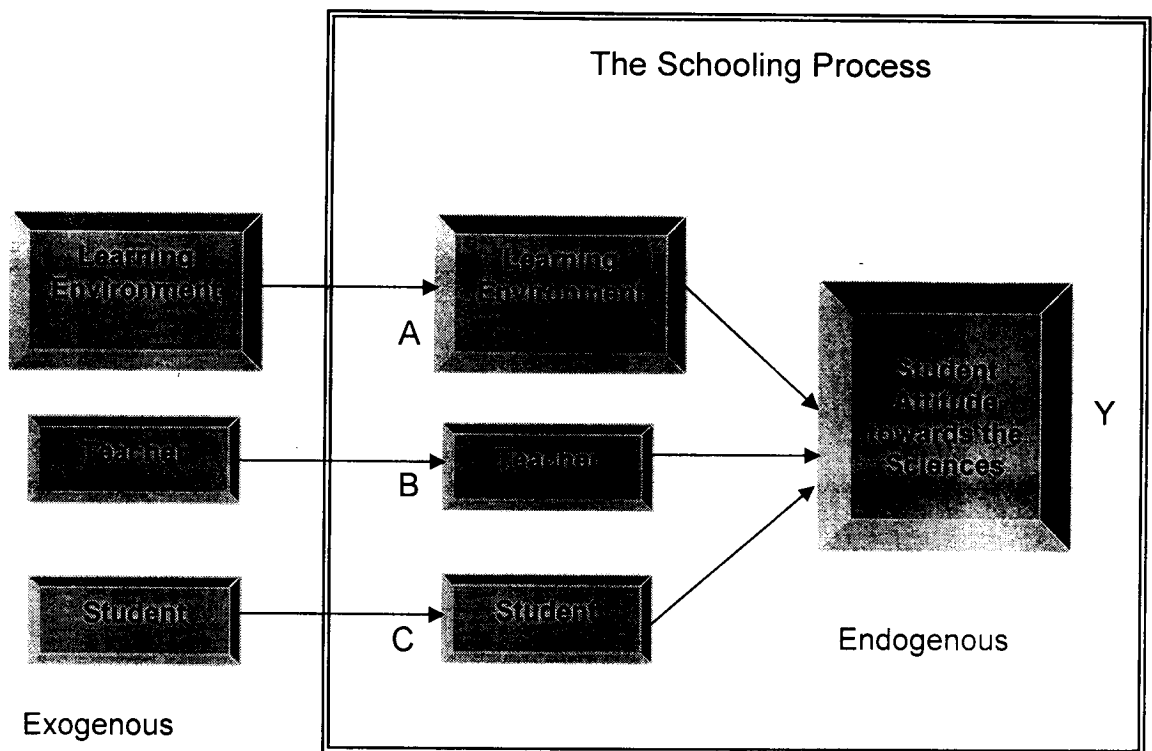 The Schooling Process
Learning
Environment
Learning
Environment
A
Student
Attitude
towards the
Sciences
Y
Teacher
Teacher
B
Student
Student
C
Endogenous
Exogenous